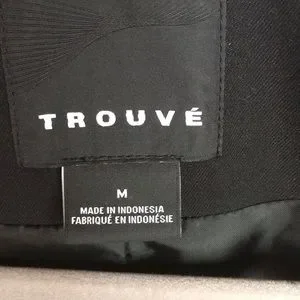 TROUVÉ
M
MADE IN INDONESIA
FABRIQUÉ EN INDONÉSIE